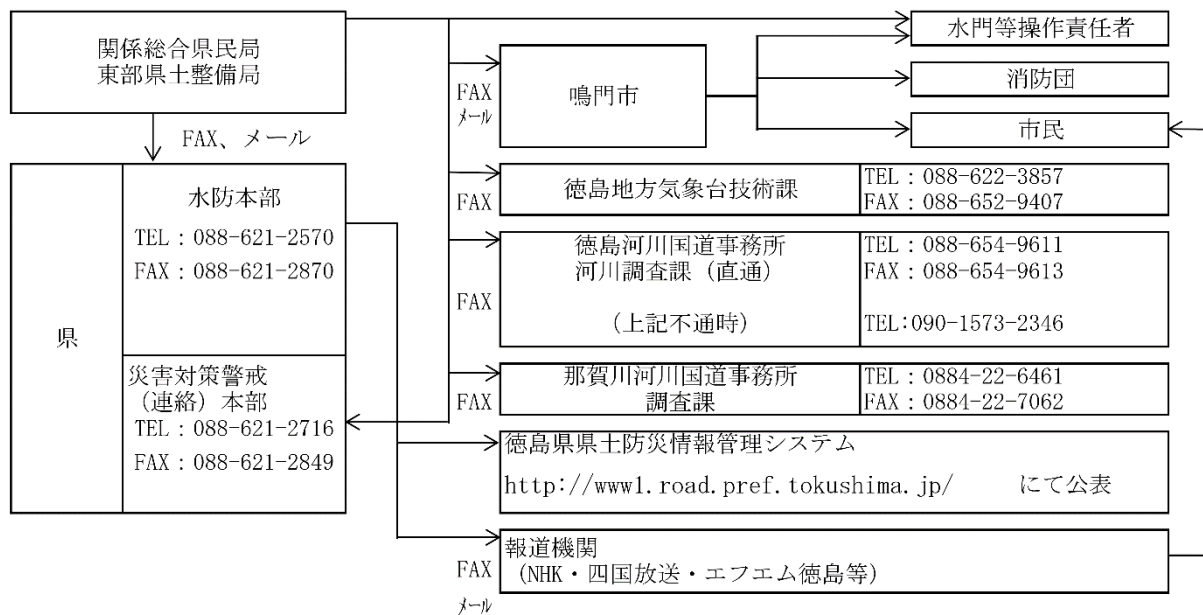 関係総合県民局
東部県土整備局
FAX、メール
県
水防本部
TEL：088-621-2570
FAX：088-621-2870
災害対策警戒
（連絡）本部
TEL：088-621-2716
FAX：088-621-2849
FAX
メール
鳴門市
水門等操作責任者
消防団
市民
FAX
徳島地方気象台技術課
TEL：088-622-3857
FAX：088-652-9407
FAX
徳島河川国道事務所
河川調査課（直通）
（上記不通時）
TEL：088-654-9611
FAX：088-654-9613
TEL:090-1573-2346
FAX
那賀川河川国道事務所
調査課
TEL：0884-22-6461
FAX：0884-22-7062
徳島県県土防災情報管理システム
http://www1.road.pref.tokushima.jp/　にて公表
FAX
メール
報道機関
（NHK・四国放送・エフエム徳島等）